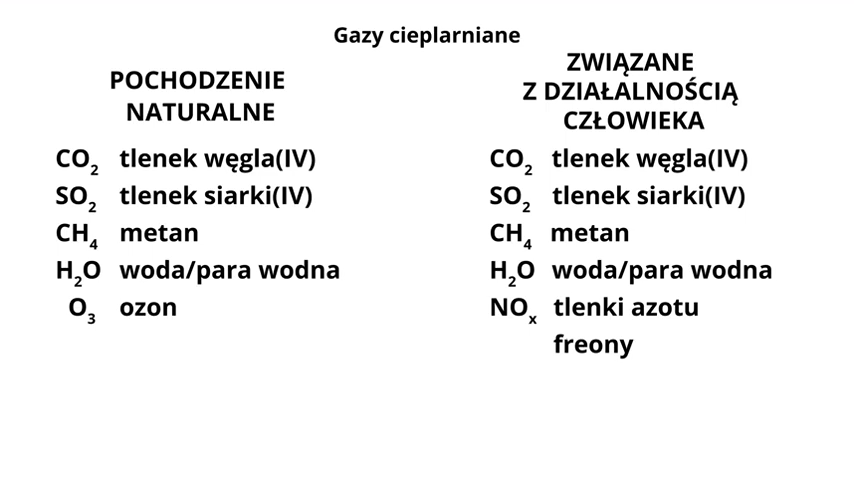 Gazy cieplarniane
POCHODZENIE
NATURALNE
CO₂ tlenek węgla(IV)
SO₂ tlenek siarki(IV)
CH₄ metan
H₂O woda/para wodna
O₃ ozon
ZWIĄZANE
Z DZIAŁALNOŚCIĄ
CZŁOWIEKA
CO₂ tlenek węgla(IV)
SO₂ tlenek siarki(IV)
CH₄ metan
H₂O woda/para wodna
NOₓ tlenki azotu
freony